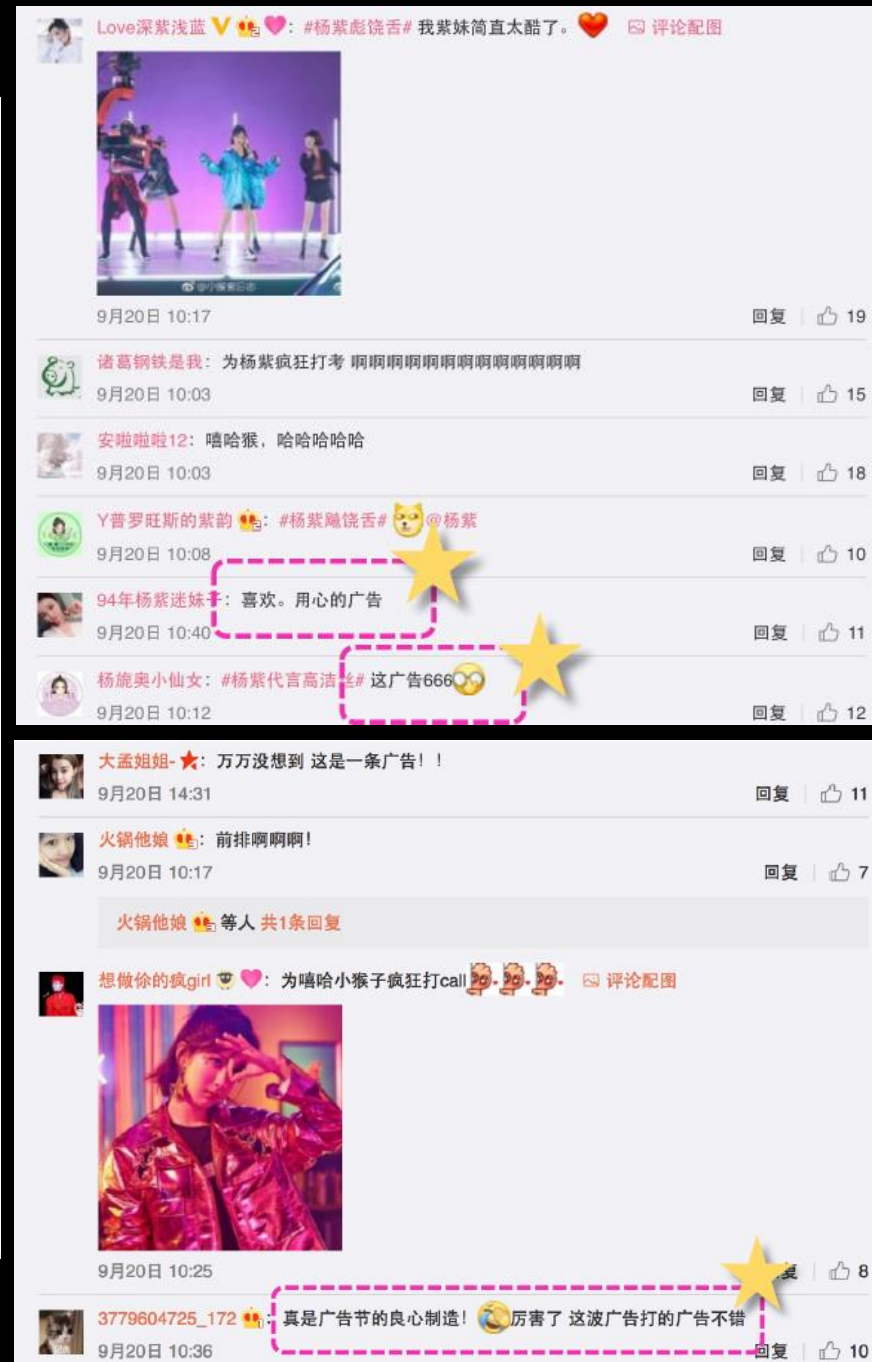 Love深紫浅蓝：#杨紫彪饶舌# 我紫妹简直太酷了。 评论配图
9月20日 10:17 回复 19
诸葛钢铁是我：为杨紫疯狂打考 啊啊啊啊啊啊啊啊啊啊啊啊啊
9月20日 10:03 回复 15
安啦啦啦12：嘻哈猴，哈哈哈哈哈
9月20日 10:03 回复 18
Y普罗旺斯的紫韵：#杨紫飚饶舌# @杨紫
9月20日 10:08 回复 10
94年杨紫迷妹子：喜欢。用心的广告
9月20日 10:40 回复 11
杨旎奥小仙女：#杨紫代言高洁丝# 这广告666
9月20日 10:12 回复 12
大孟姐姐-：万万没想到 这是一条广告！！
9月20日 14:31 回复 11
火锅他娘：前排啊啊啊！
9月20日 10:17 回复 7
火锅他娘 等人 共1条回复
想做伱的疯girl：为嘻哈小猴子疯狂打call 评论配图
9月20日 10:25 复 8
3779604725_172：真是广告节的良心制造！厉害了 这波广告打的广告不错
9月20日 10:36 回复 10